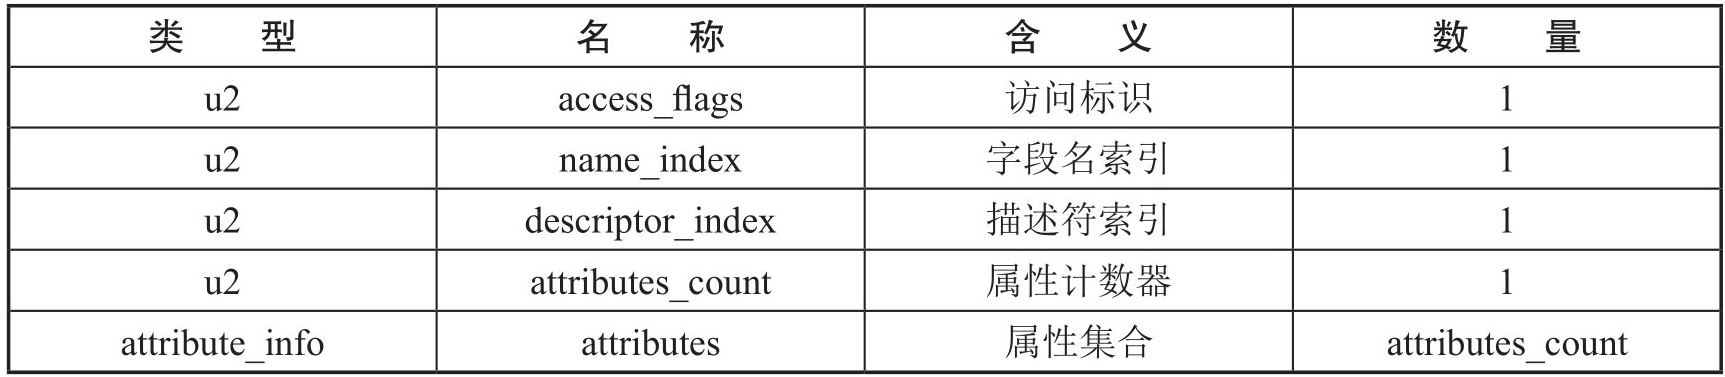 类 型 名 称 含 义 数 量
u2 access_flags 访问标识 1
u2 name_index 字段名索引 1
u2 descriptor_index 描述符索引 1
u2 attributes_count 属性计数器 1
attribute_info attributes 属性集合 attributes_count